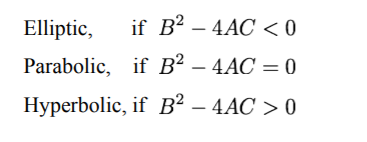 Elliptic, if B² – 4AC < 0
Parabolic, if B² – 4AC = 0
Hyperbolic, if B² – 4AC > 0